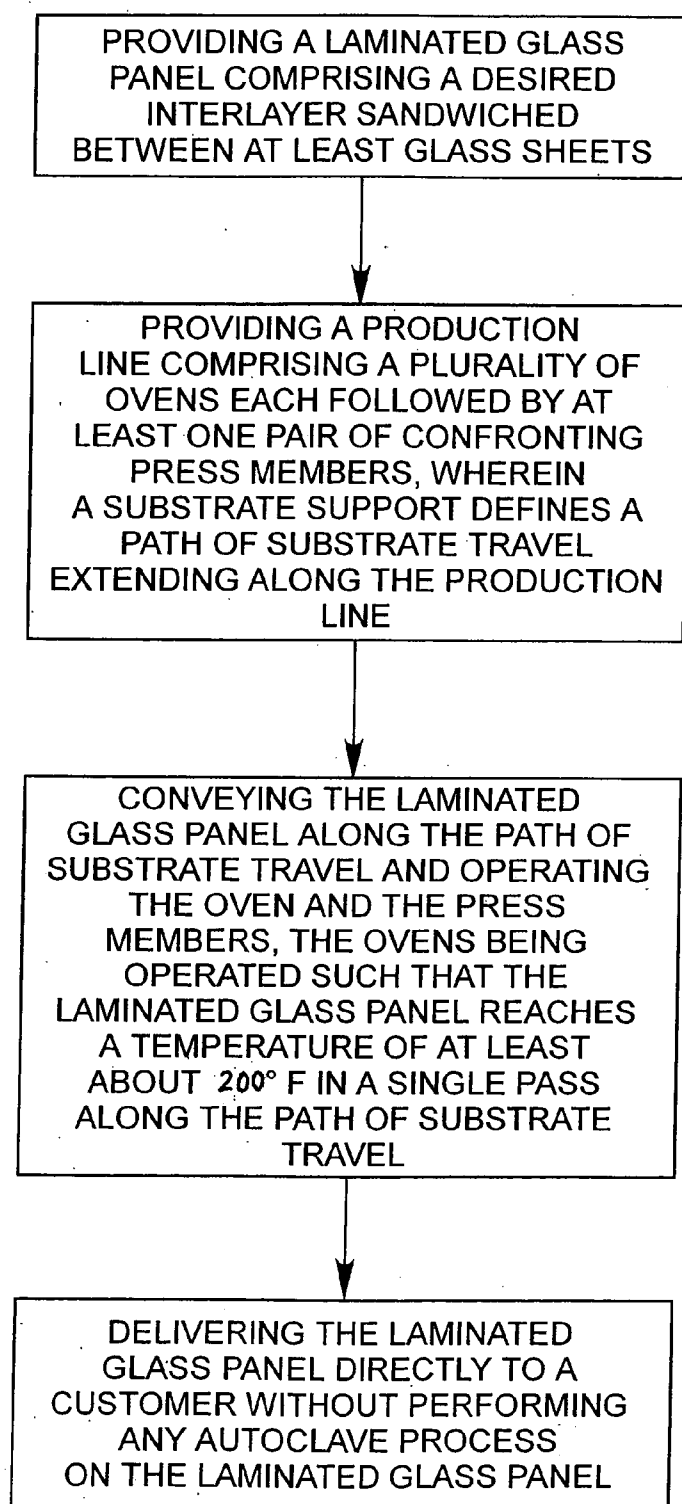 PROVIDING A LAMINATED GLASS
PANEL COMPRISING A DESIRED
INTERLAYER SANDWICHED
BETWEEN AT LEAST GLASS SHEETS
PROVIDING A PRODUCTION
LINE COMPRISING A PLURALITY OF
OVENS EACH FOLLOWED BY AT
LEAST ONE PAIR OF CONFRONTING
PRESS MEMBERS, WHEREIN
A SUBSTRATE SUPPORT DEFINES A
PATH OF SUBSTRATE TRAVEL
EXTENDING ALONG THE PRODUCTION
LINE
CONVEYING THE LAMINATED
GLASS PANEL ALONG THE PATH OF
SUBSTRATE TRAVEL AND OPERATING
THE OVEN AND THE PRESS
MEMBERS, THE OVENS BEING
OPERATED SUCH THAT THE
LAMINATED GLASS PANEL REACHES
A TEMPERATURE OF AT LEAST
ABOUT 200° F IN A SINGLE PASS
ALONG THE PATH OF SUBSTRATE
TRAVEL
DELIVERING THE LAMINATED
GLASS PANEL DIRECTLY TO A
CUSTOMER WITHOUT PERFORMING
ANY AUTOCLAVE PROCESS
ON THE LAMINATED GLASS PANEL